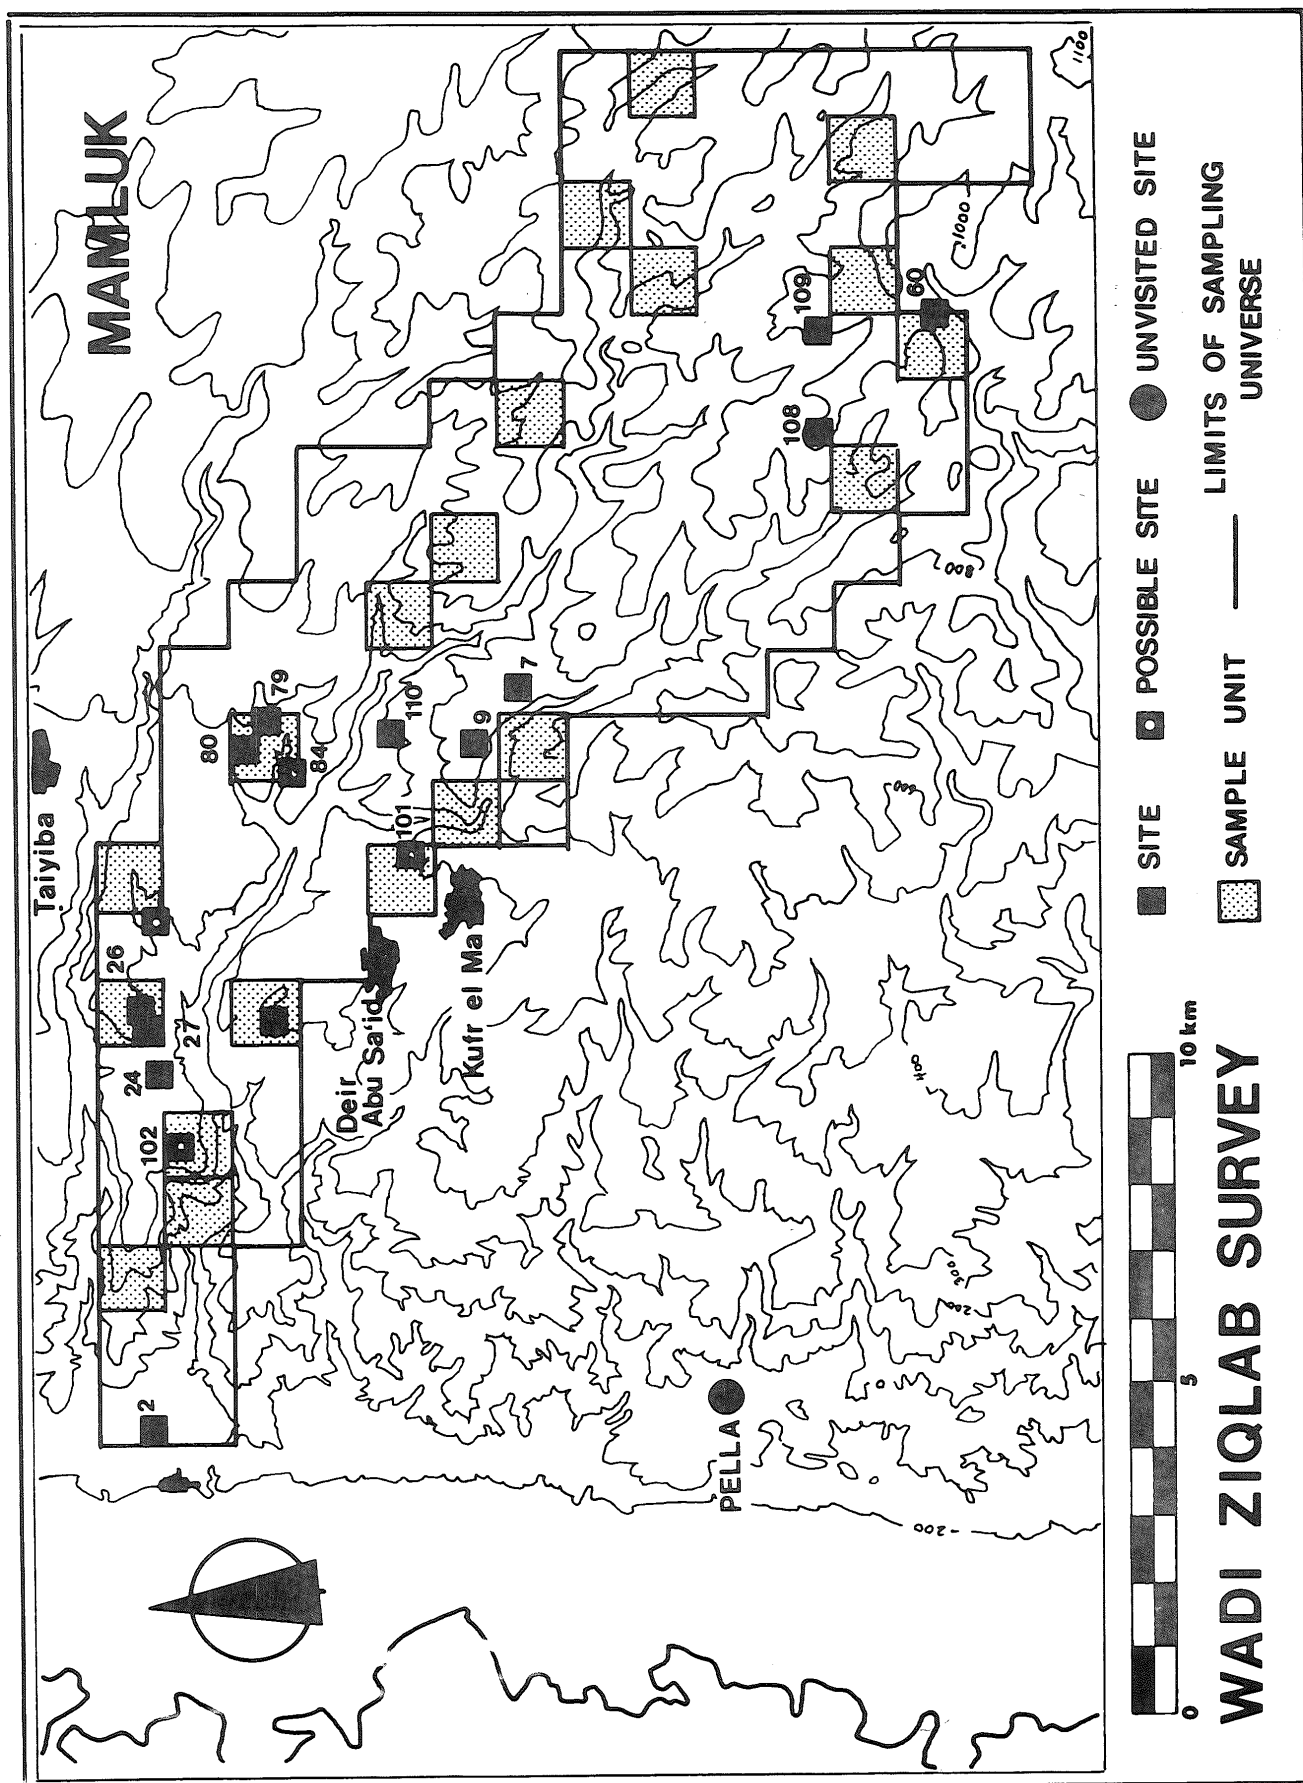 MAMLUK
Ṭaiyiba
1100
1000
109
60
108
800
7
79
80
84
110
9
101
600
26
27
24
Deir
Abu Sa'id
Kufr el Ma
102
400
300
200
2
PELLA
-200
SITE
POSSIBLE SITE
UNVISITED SITE
SAMPLE UNIT
LIMITS OF SAMPLING
UNIVERSE
0
5
10 km
WADI ZIQLAB SURVEY